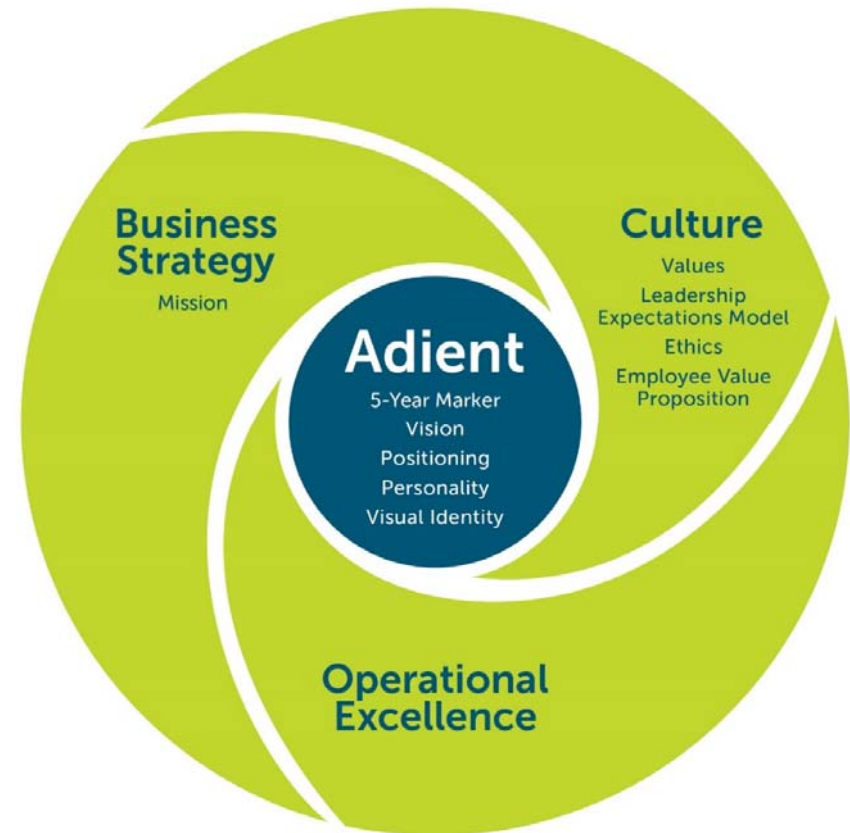 Business
Strategy
Mission
Culture
Values
Leadership
Expectations Model
Ethics
Employee Value
Proposition
Adient
5-Year Marker
Vision
Positioning
Personality
Visual Identity
Operational
Excellence